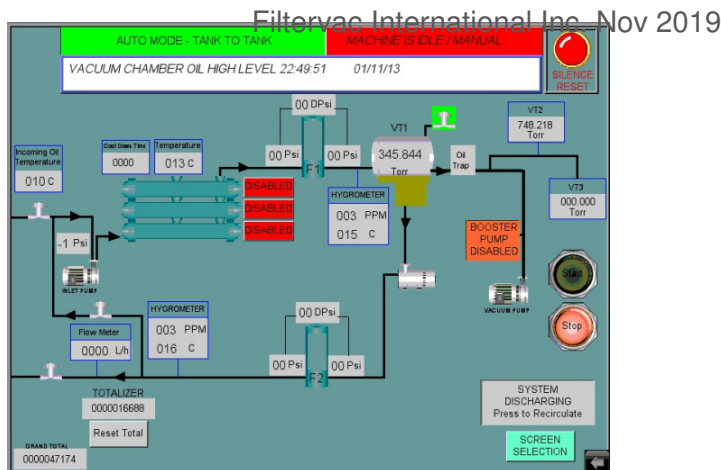 Filtervac International Inc. Nov 2019
AUTO MODE - TANK TO TANK
MACHINE IS IDLE / MANUAL
VACUUM CHAMBER OIL HIGH LEVEL 22:49:51 01/11/13
SILENCE
RESET
00 DPsi
VT1
VT2
748.218
Torr
Incoming Oil
Temperature
010 C
Cool Down Time
0000
Temperature
013 C
00 Psi
F1
00 Psi
345.844
Torr
Oil
Trap
VT3
000.000
Torr
DISABLED
DISABLED
DISABLED
HYGROMETER
003 PPM
015 C
-1 Psi
INLET PUMP
BOOSTER
PUMP
DISABLED
VACUUM PUMP
Start
Stop
HYGROMETER
003 PPM
016 C
Flow Meter
0000 L/h
00 DPsi
00 Psi
F2
00 Psi
TOTALIZER
0000016688
Reset Total
GRAND TOTAL
0000047174
SYSTEM
DISCHARGING
Press to Recirculate
SCREEN
SELECTION